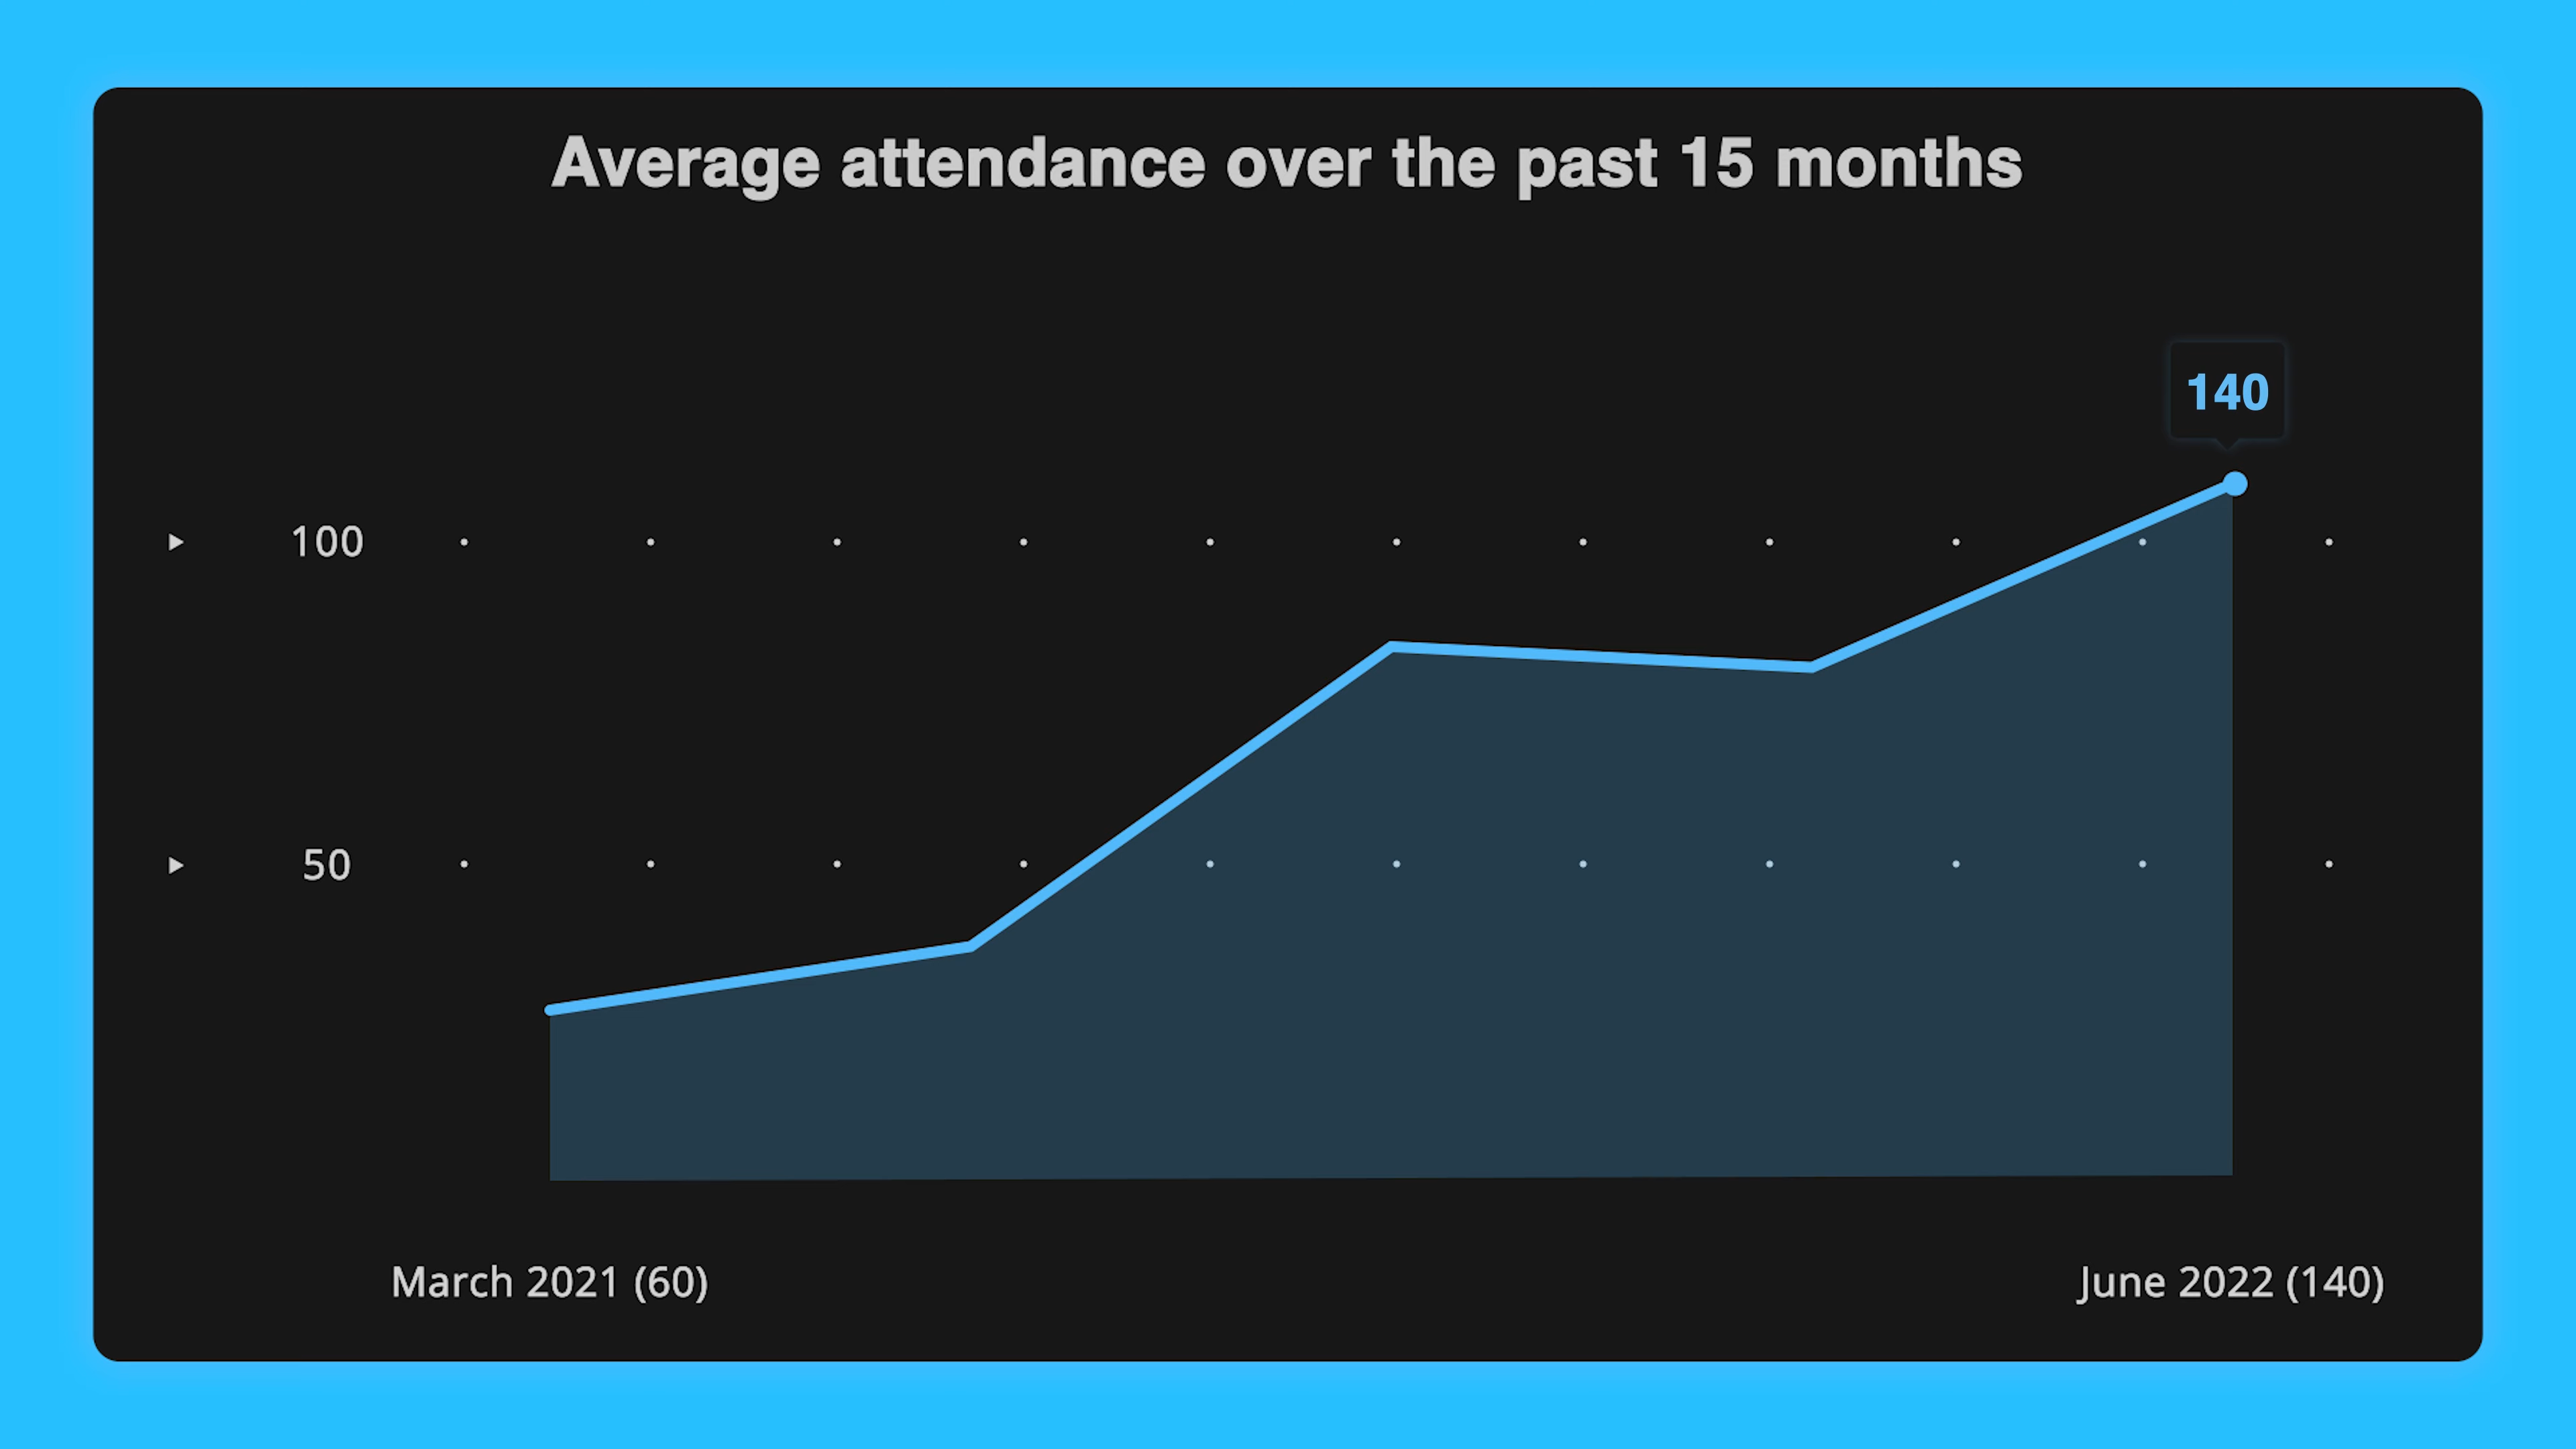 Average attendance over the past 15 months
140
100
50
March 2021 (60)
June 2022 (140)